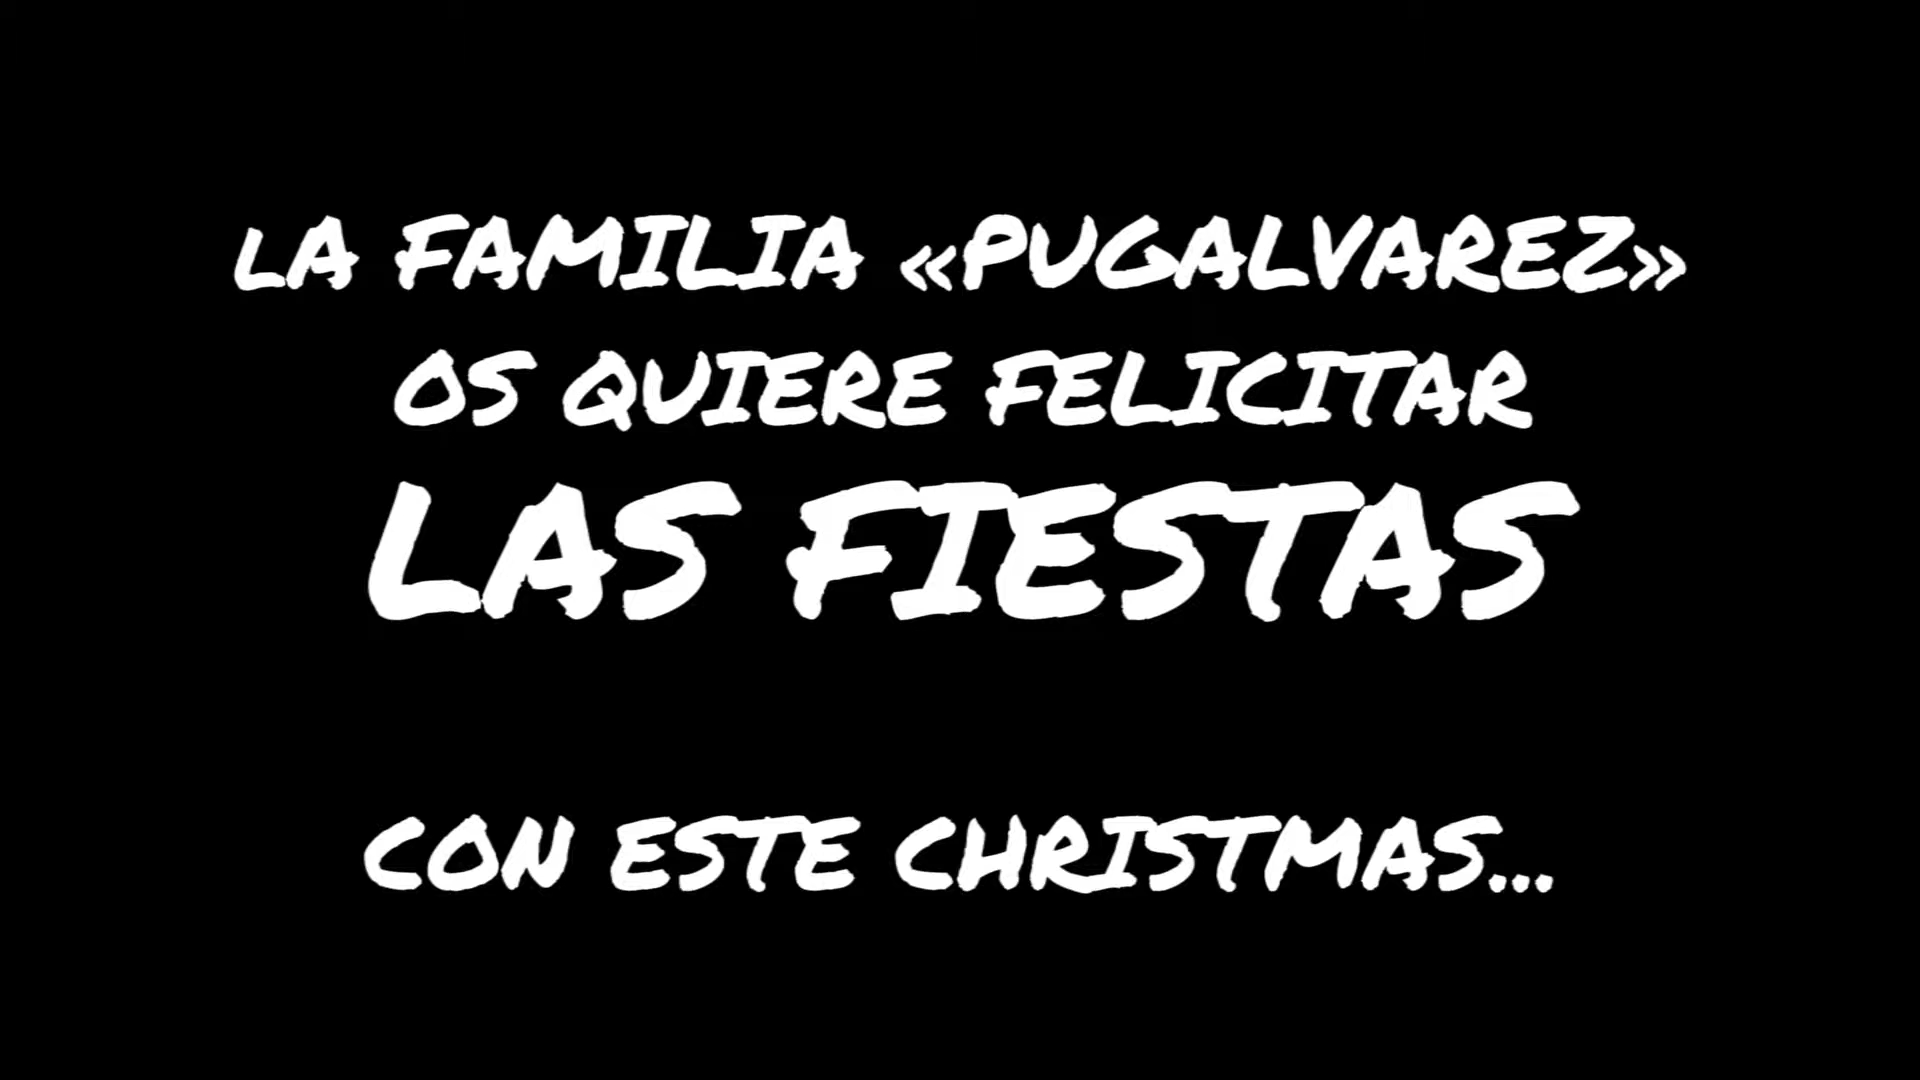 LA FAMILIA «PUGALVAREZ»
OS QUIERE FELICITAR
LAS FIESTAS
CON ESTE CHRISTMAS...